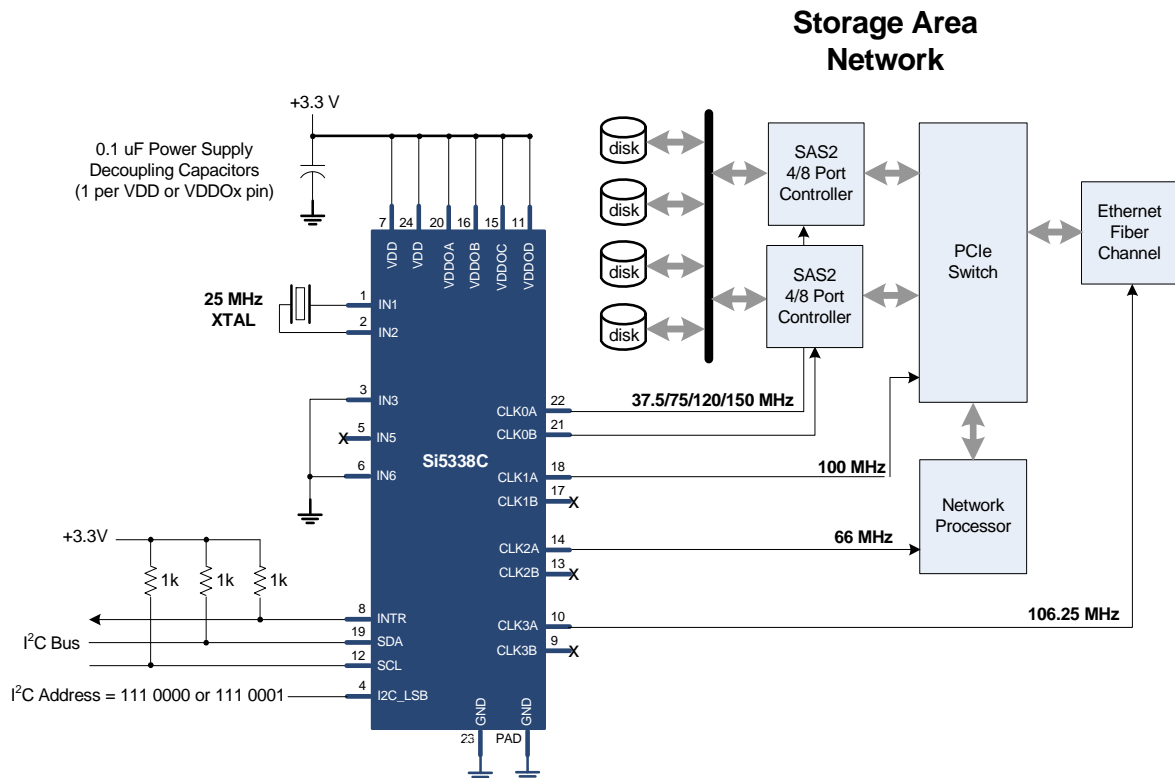 Storage Area
Network
+3.3 V
0.1 uF Power Supply
Decoupling Capacitors
(1 per VDD or VDDOx pin)
7
24
20
16
15
11
VDD
VDD
VDDOA
VDDOB
VDDOC
VDDOD
25 MHz
XTAL
1
IN1
2
IN2
3
IN3
5
X
IN5
6
IN6
Si5338C
CLK0A
22
37.5/75/120/150 MHz
CLK0B
21
CLK1A
18
100 MHz
CLK1B
17
X
CLK2A
14
66 MHz
CLK2B
13
X
CLK3A
10
106.25 MHz
CLK3B
9
X
+3.3V
1k
1k
1k
8
INTR
I²C Bus
19
SDA
12
SCL
I²C Address = 111 0000 or 111 0001
4
I2C_LSB
GND
GND
23
PAD
disk
disk
disk
disk
SAS2
4/8 Port
Controller
SAS2
4/8 Port
Controller
PCIe
Switch
Ethernet
Fiber
Channel
Network
Processor